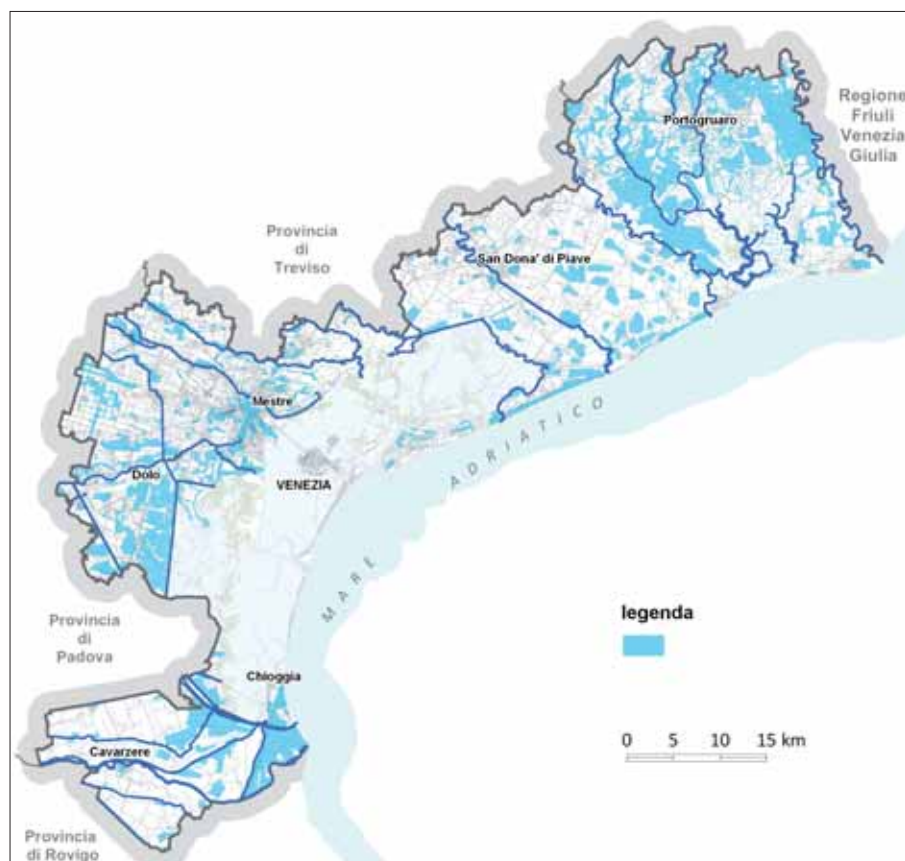 Regione
Friuli
Venezia
Giulia
Portogruaro
Provincia
di
Treviso
San Dona' di Piave
Mestre
MARE ADRIATICO
Dolo
VENEZIA
Provincia
di
Padova
legenda
Chioggia
0 5 10 15 km
Cavarzere
Provincia
di Rovigo